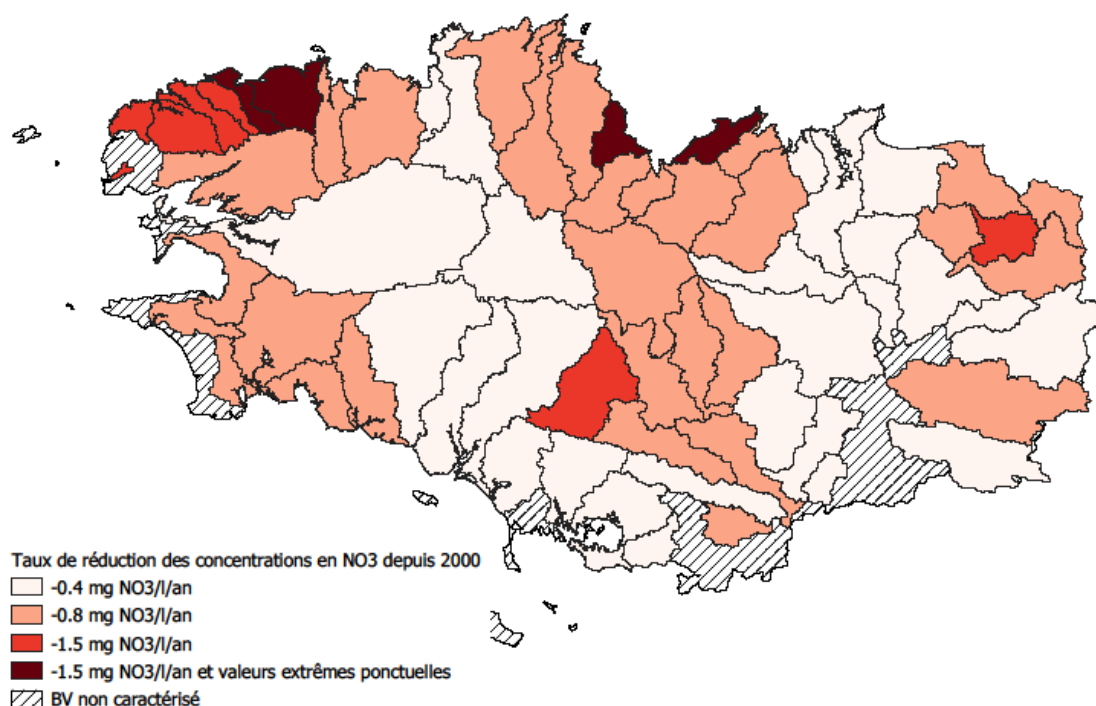 Taux de réduction des concentrations en NO3 depuis 2000
-0.4 mg NO3/l/an
-0.8 mg NO3/l/an
-1.5 mg NO3/l/an
-1.5 mg NO3/l/an et valeurs extrêmes ponctuelles
BV non caractérisé